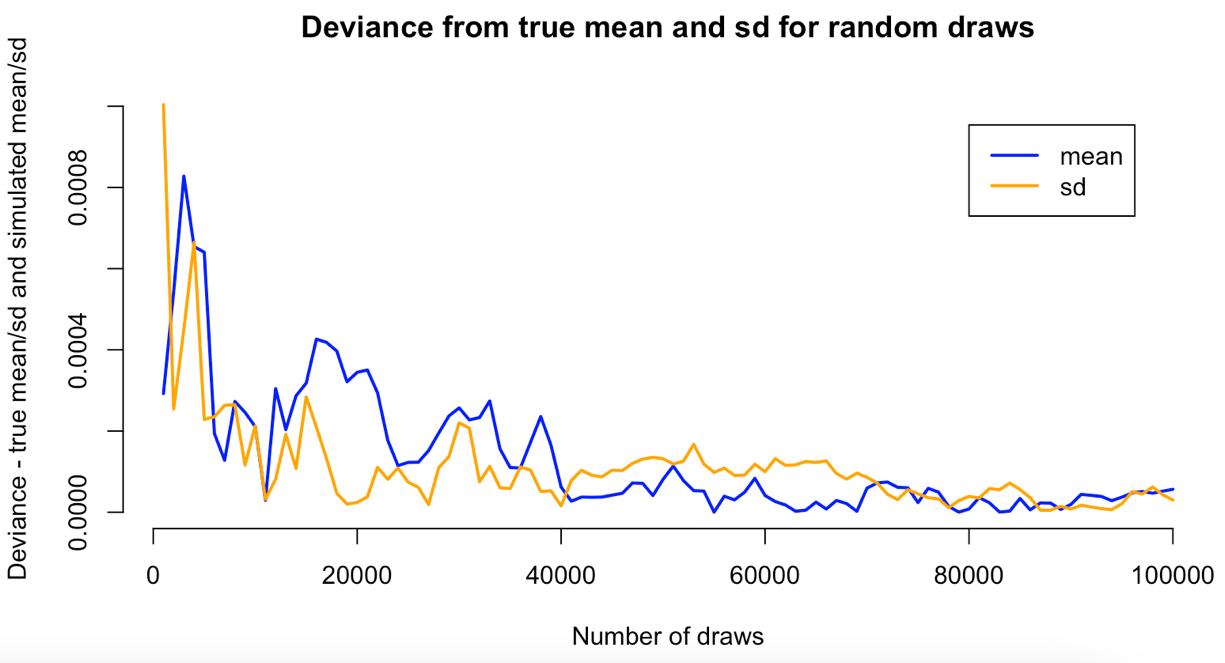 Deviance from true mean and sd for random draws
Deviance - true mean/sd and simulated mean/sd
0.0008
0.0004
0.0000
mean
sd
0 20000 40000 60000 80000 100000
Number of draws